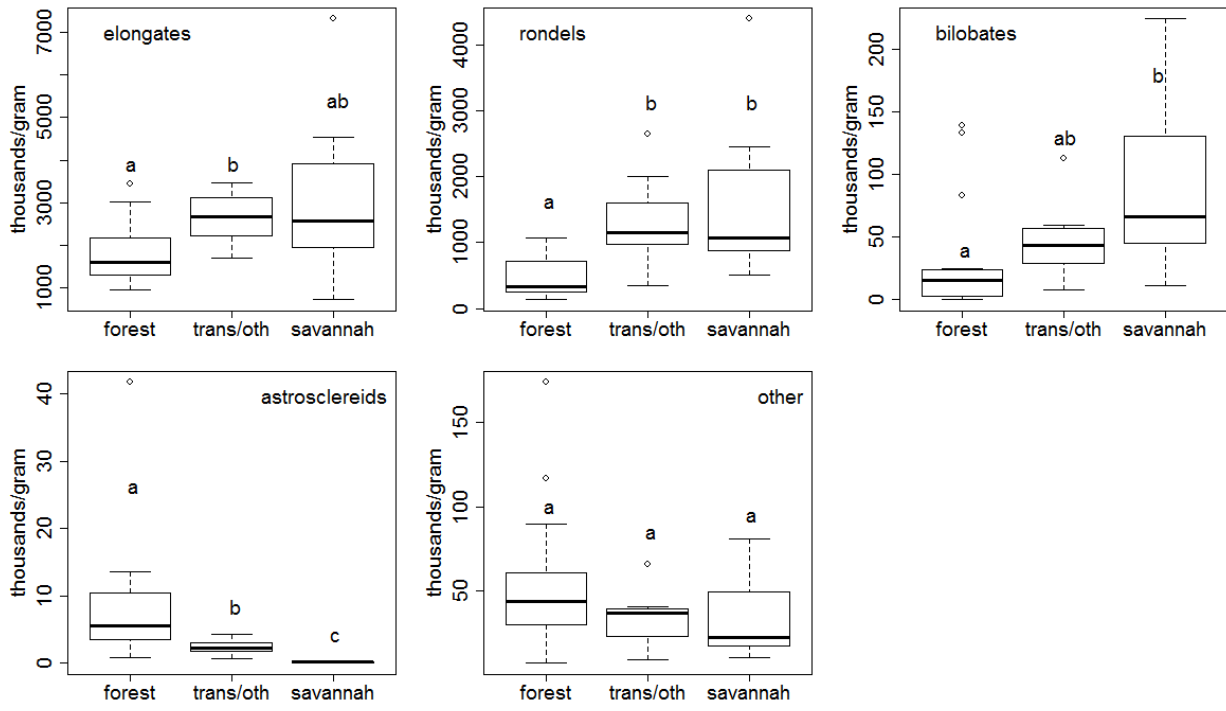 elongates
thousands/gram
1000
3000
5000
7000
a
b
ab
forest
trans/oth
savannah
rondels
thousands/gram
0
1000
2000
3000
4000
a
b
b
forest
trans/oth
savannah
bilobates
thousands/gram
0
50
100
150
200
a
ab
b
forest
trans/oth
savannah
astrosclereids
thousands/gram
0
10
20
30
40
a
b
c
forest
trans/oth
savannah
other
thousands/gram
50
100
150
a
a
a
forest
trans/oth
savannah